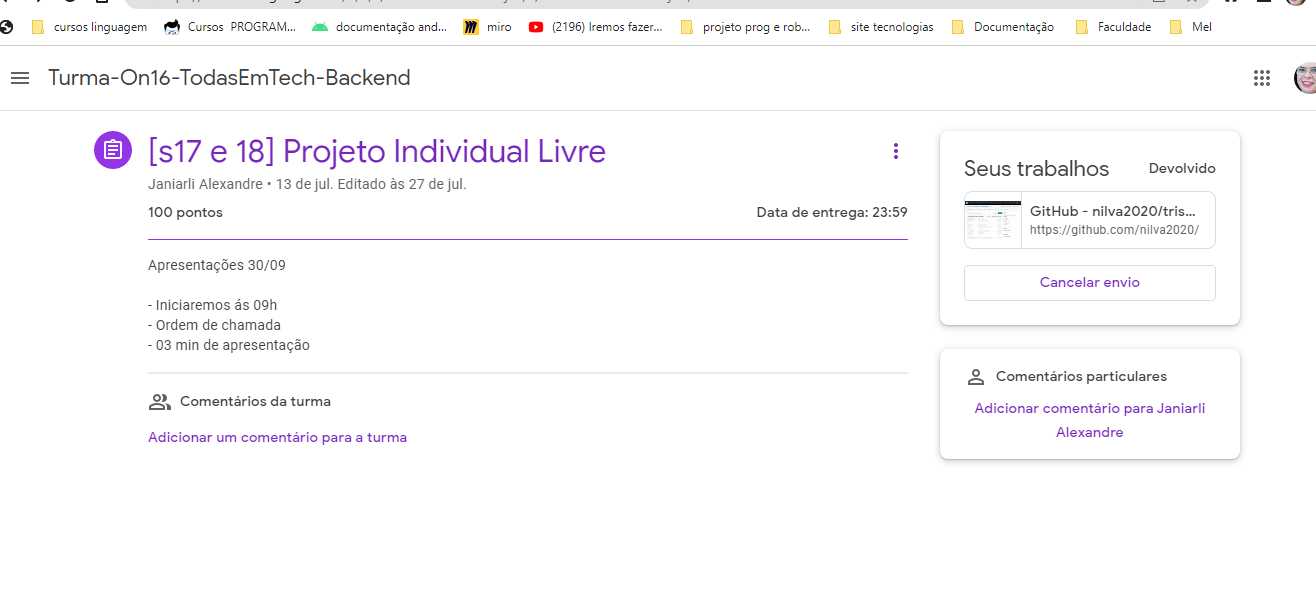 cursos linguagem
Cursos PROGRAM...
documentação and...
miro
(2196) Iremos fazer...
projeto prog e rob...
site tecnologias
Documentação
Faculdade
Mel
Turma-On16-TodasEmTech-Backend
[s17 e 18] Projeto Individual Livre
Janiarli Alexandre • 13 de jul. Editado às 27 de jul.
100 pontos
Data de entrega: 23:59
Apresentações 30/09
- Iniciaremos ás 09h
- Ordem de chamada
- 03 min de apresentação
Comentários da turma
Adicionar um comentário para a turma
Seus trabalhos
Devolvido
GitHub - nilva2020/tris...
https://github.com/nilva2020/
Cancelar envio
Comentários particulares
Adicionar comentário para Janiarli
Alexandre